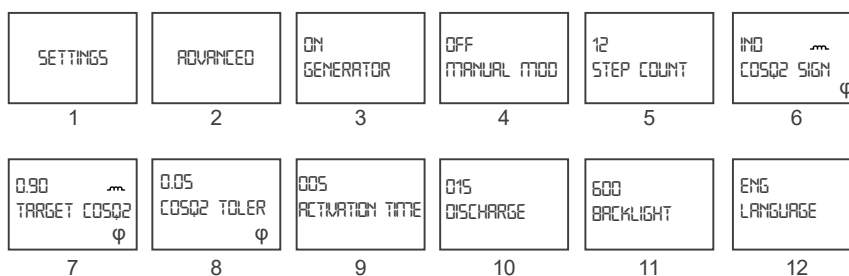 SETTINGS
ADVANCED
ON
GENERATOR
OFF
MANUAL MOD
12
STEP COUNT
IND
COSQ2 SIGN
φ
1
2
3
4
5
6
0.90
TARGET COSQ2
φ
0.05
COSQ2 TOLER
φ
005
ACTIVATION TIME
015
DISCHARGE
600
BACKLIGHT
ENG
LANGUAGE
7
8
9
10
11
12